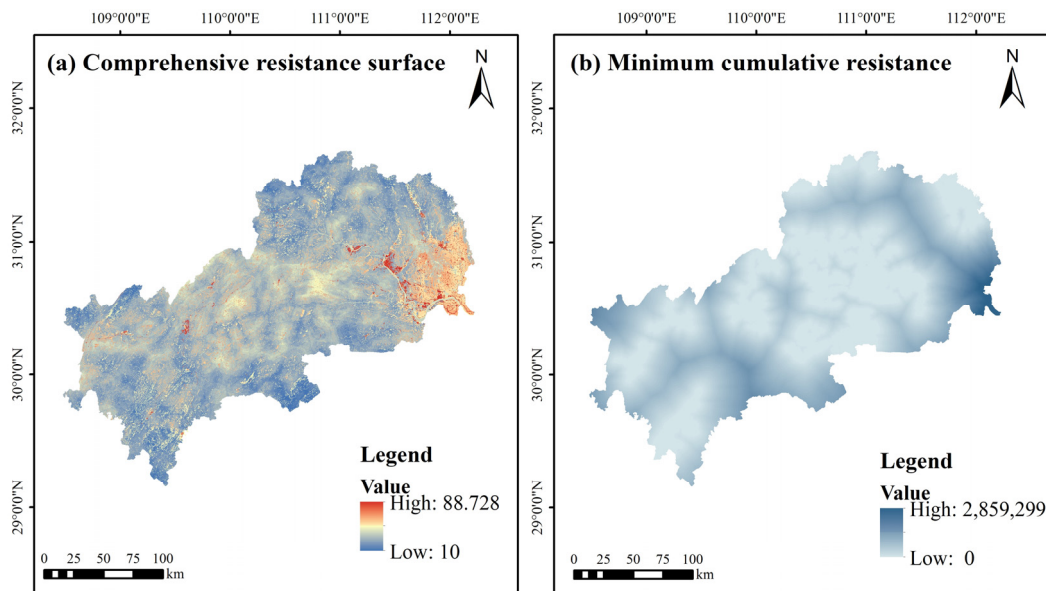 109°0'0"E 110°0'0"E 111°0'0"E 112°0'0"E
(a) Comprehensive resistance surface
N
32°0'0"N
31°0'0"N
30°0'0"N
29°0'0"N
Legend
Value
High: 88.728
Low: 10
0 25 50 75 100
km
109°0'0"E 110°0'0"E 111°0'0"E 112°0'0"E
(b) Minimum cumulative resistance
N
32°0'0"N
31°0'0"N
30°0'0"N
29°0'0"N
Legend
Value
High: 2,859,299
Low: 0
0 25 50 75 100
km